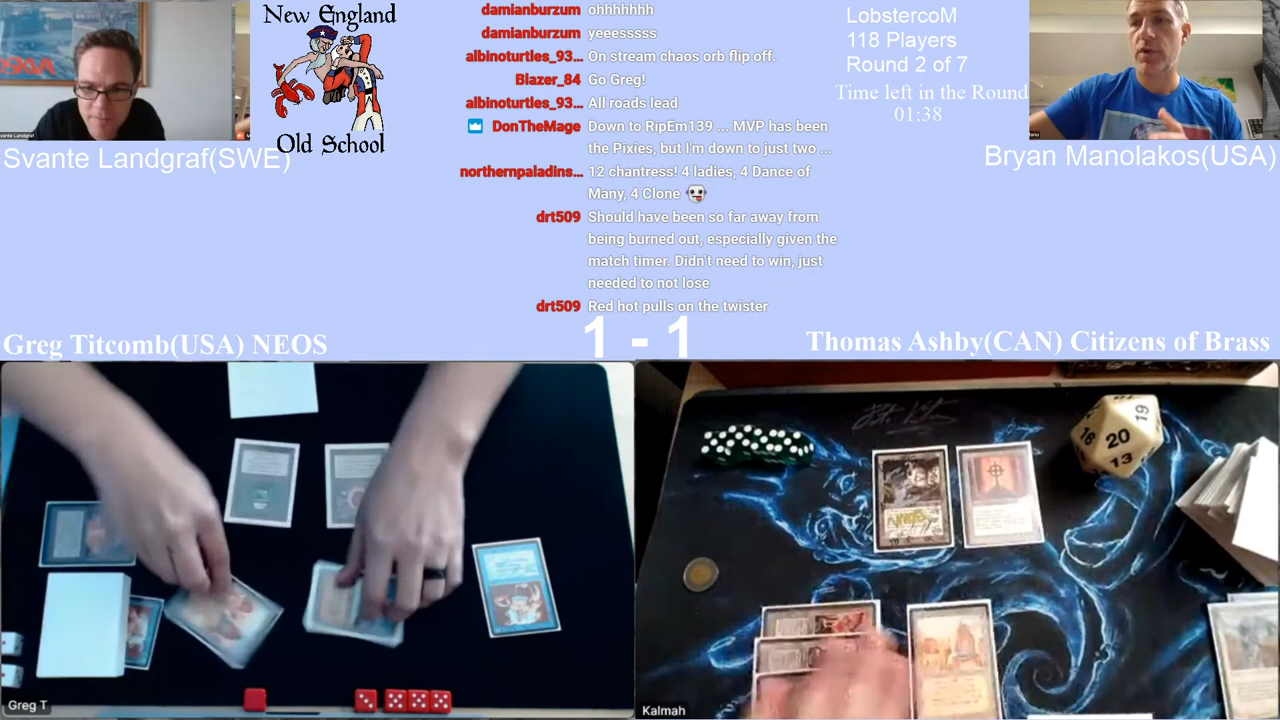 New England
Old School
Svante Landgraf(SWE)
damianburzum ohhhhhhh
damianburzum yeeesssss
albinoturtles_93... On stream chaos orb flip off.
Blazer_84 Go Greg!
albinoturtles_93... All roads lead
DonTheMage Down to RipEm139 ... MVP has been
the Pixies, but I'm down to just two ...
northernpaladins... 12 chantress! 4 ladies, 4 Dance of
Many, 4 Clone
drt509 Should have been so far away from
being burned out, especially given the
match timer. Didn't need to win, just
needed to not lose
drt509 Red hot pulls on the twister
LobstercoM
118 Players
Round 2 of 7
Time left in the Round
01:38
Bryan Manolakos(USA)
Greg Titcomb(USA) NEOS
1 - 1
Thomas Ashby(CAN) Citizens of Brass
19
16
20
13
Greg T
Kalmah